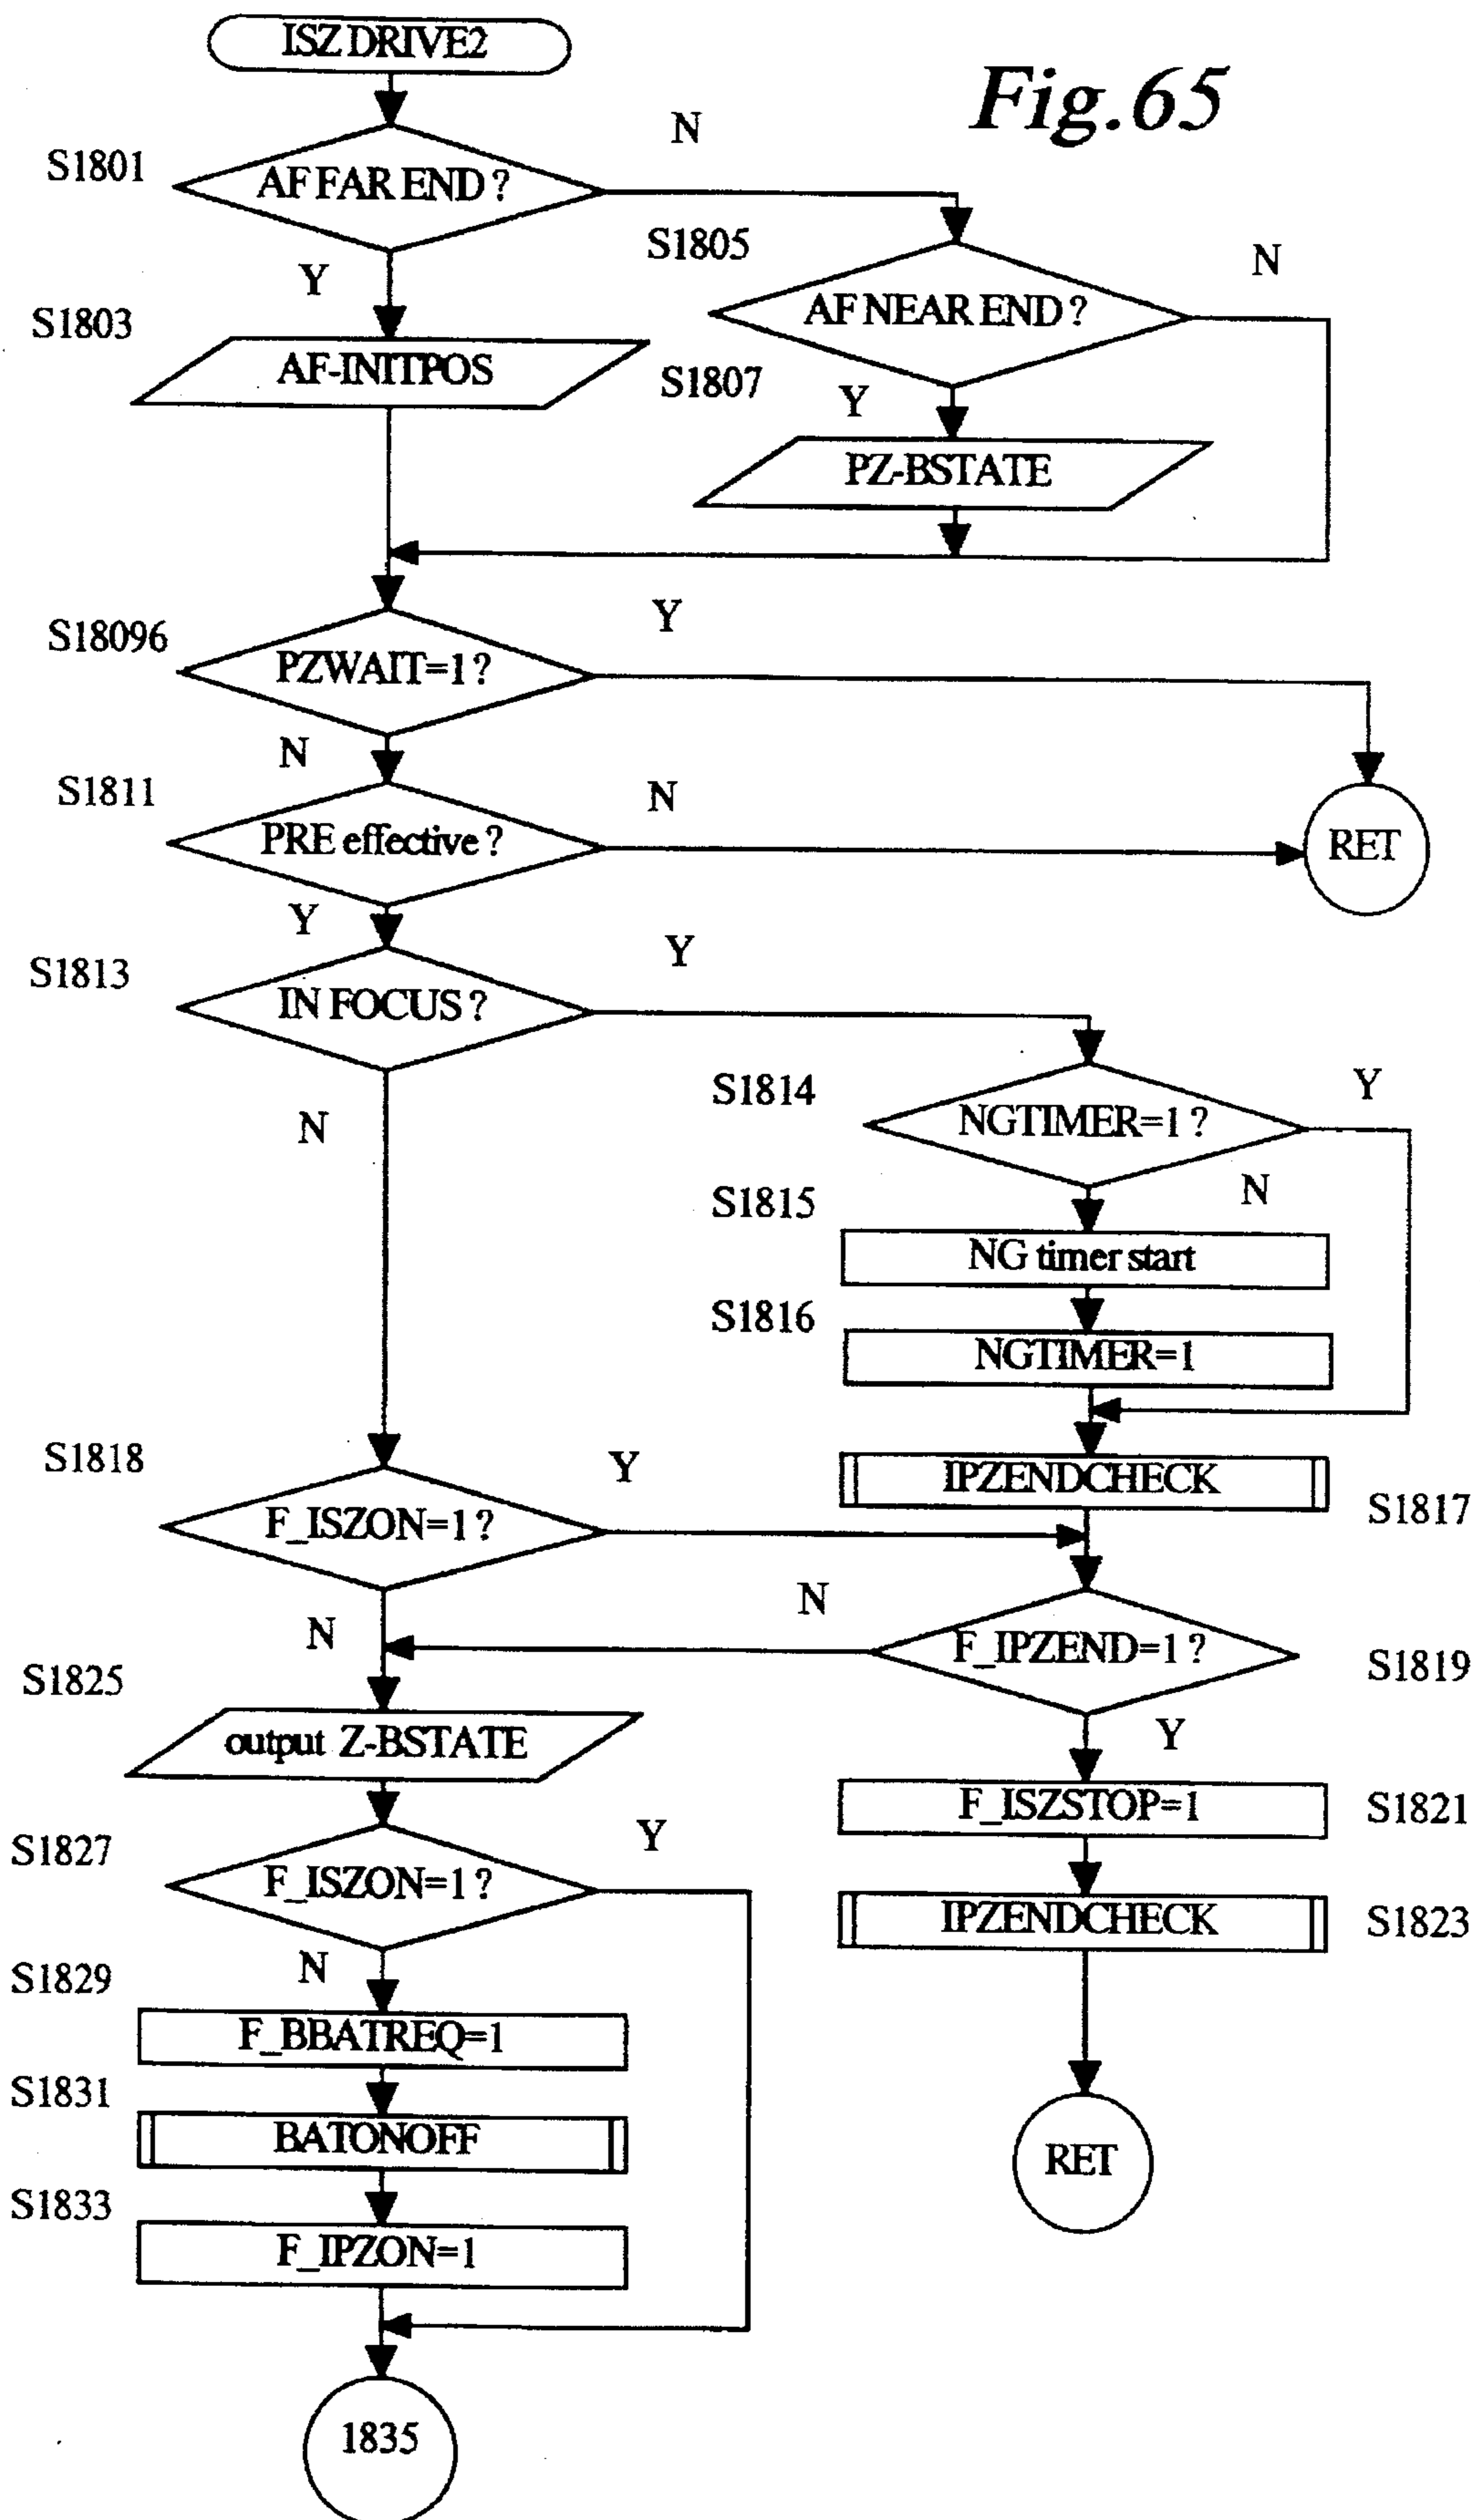 ISZ DRIVE2
Fig.65
N
S1801
AF FAR END ?
S1805
N
Y
AF NEAR END ?
S1803
AF-INITPOS
S1807
Y
PZ-BSTATE
Y
S18096
PZWAIT=1 ?
N
S1811
N
PRE effective ?
RET
Y
Y
S1813
IN FOCUS ?
S1814
Y
NGTIMER=1 ?
N
S1815
N
NG timer start
S1816
NGTIMER=1
S1818
Y
IPZENDCHECK
S1817
F_ISZON=1 ?
N
N
F_IPZEND=1 ?
S1819
S1825
output Z-BSTATE
Y
F_ISZSTOP=1
S1821
S1827
Y
F_ISZON=1 ?
IPZENDCHECK
S1823
N
S1829
F_BBATREQ=1
S1831
BATONOFF
RET
S1833
F_IPZON=1
1835